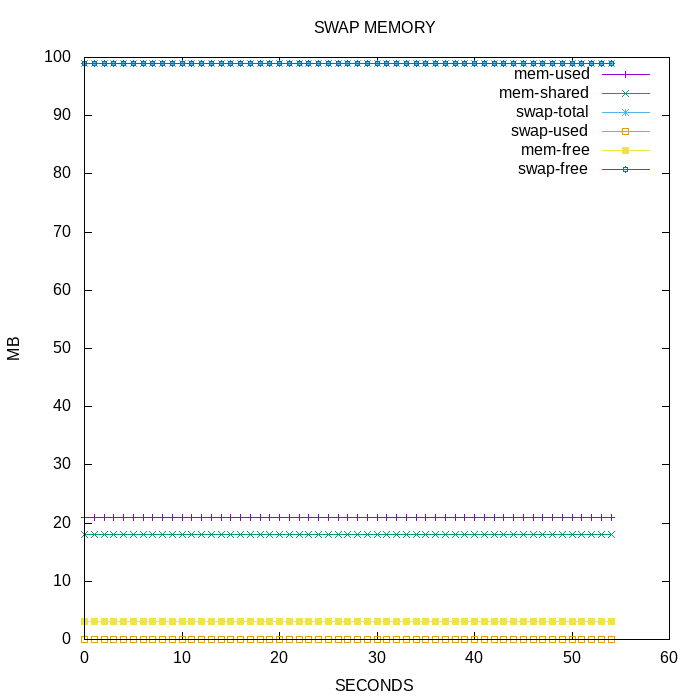 SWAP MEMORY
100
90
80
70
60
50
40
30
20
10
0
MB
mem-used
mem-shared
swap-total
swap-used
mem-free
swap-free
0 10 20 30 40 50 60
SECONDS